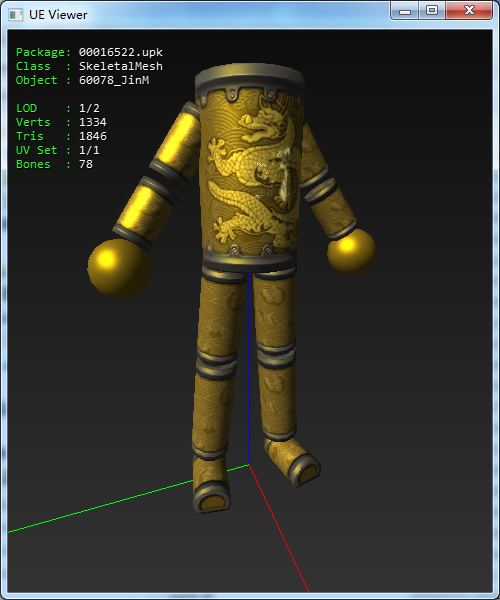 UE Viewer
Package: 00016522.upk
Class : SkeletalMesh
Object : 60078_JinM
LOD : 1/2
Verts : 1334
Tris : 1846
UV Set : 1/1
Bones : 78